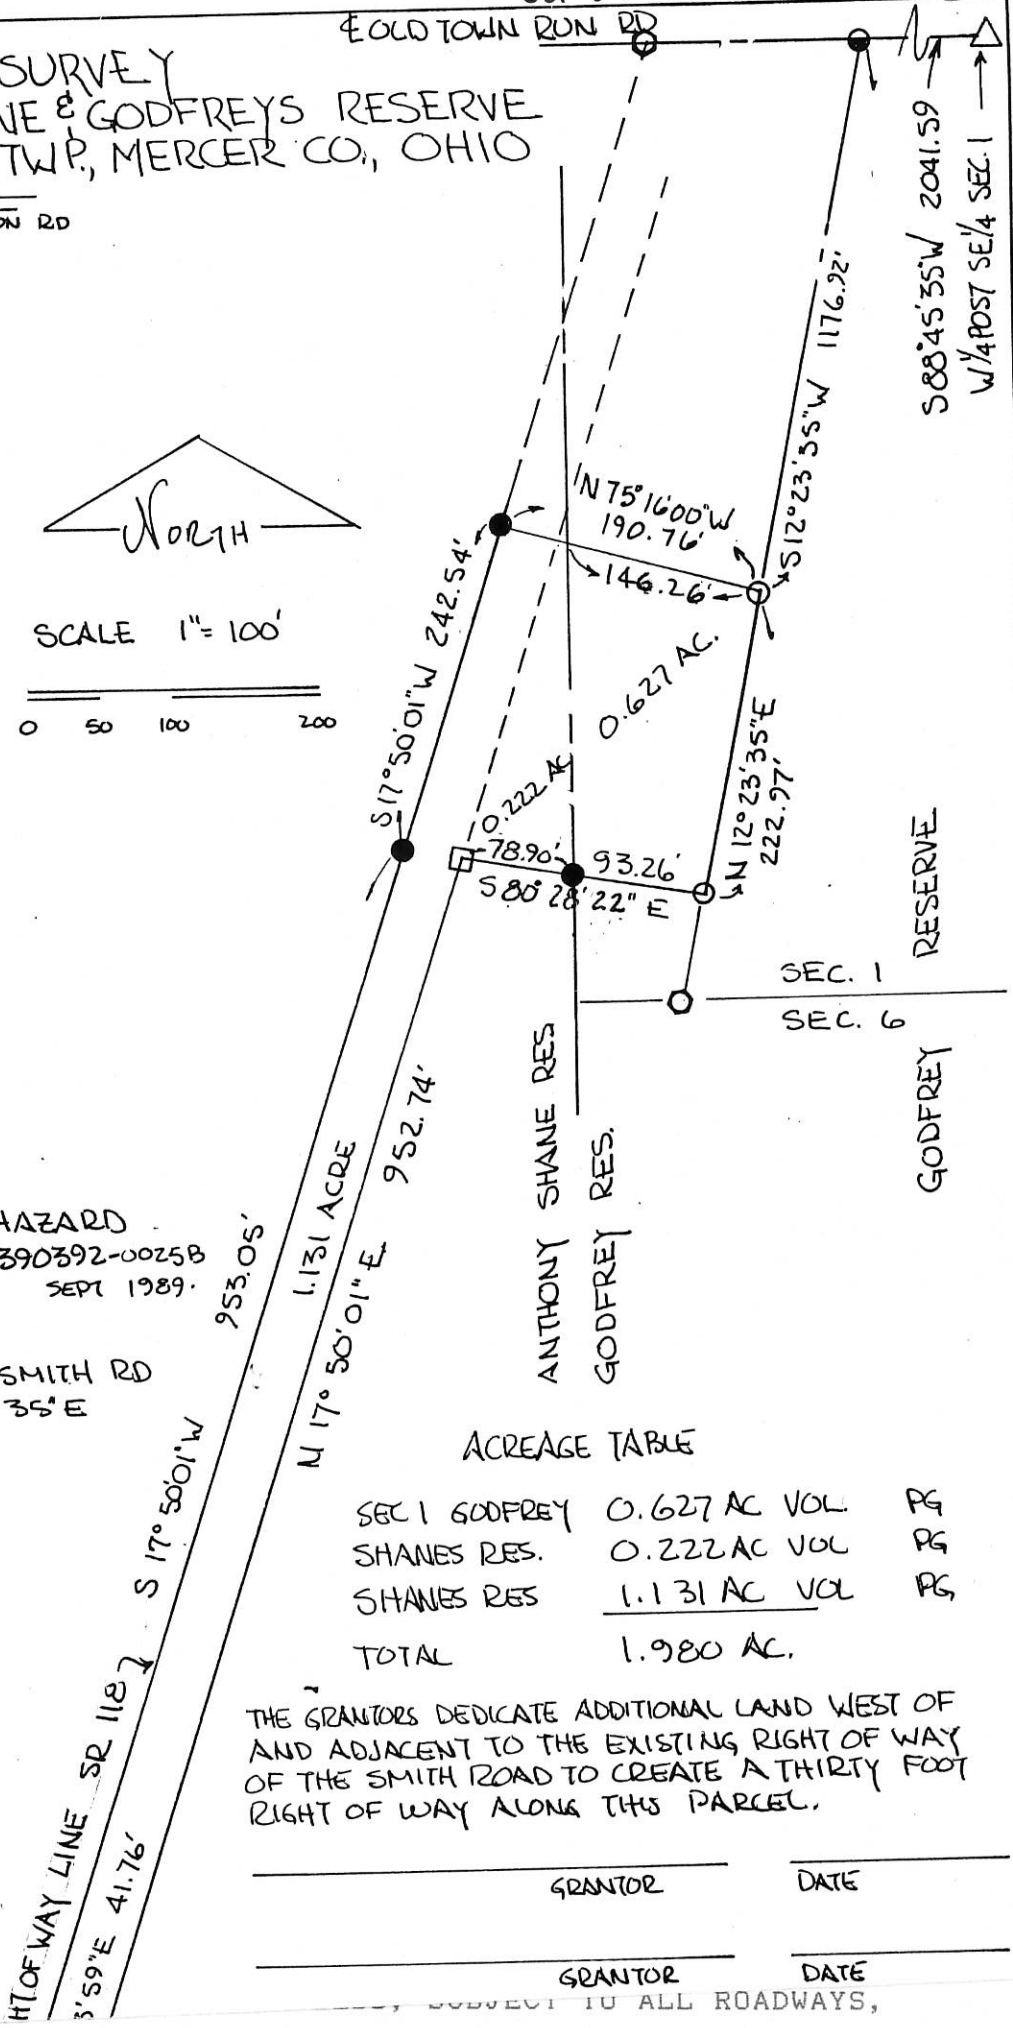 ℄ OLD TOWN RUN RD
SURVEY
NE & GODFREYS RESERVE
TWP., MERCER CO., OHIO
ON RD
S88°45'35"W 2041.59
W 1/4 POST SE 1/4 SEC. 1
S12°23'35"W 1176.92'
N 75°16'00"W
190.76'
146.26'
NORTH
SCALE 1"= 100'
0 50 100 200
S17°50'01"W 242.54'
0.627 AC.
0.222 AC
78.90' 93.26'
S 80°28'22" E
N 12°23'35"E
222.97'
RESERVE
GODFREY
SEC. 1
SEC. 6
ANTHONY SHANE RES
GODFREY RES.
952.74'
N 17° 50'01" E
1.131 ACRE
953.05'
S 17° 50'01"W
HAZARD
390392-0025B
SEPT 1989.
SMITH RD
35"E
ACREAGE TABLE
SEC 1 GODFREY 0.627 AC VOL. PG
SHANES RES. 0.222 AC VOL PG
SHANES RES 1.131 AC VOL PG,
TOTAL 1.980 AC.
THE GRANTORS DEDICATE ADDITIONAL LAND WEST OF
AND ADJACENT TO THE EXISTING RIGHT OF WAY
OF THE SMITH ROAD TO CREATE A THIRTY FOOT
RIGHT OF WAY ALONG THIS PARCEL.
HT OF WAY LINE SR 118
'59"E 41.76'
GRANTOR DATE
GRANTOR DATE
SUBJECT TO ALL ROADWAYS,